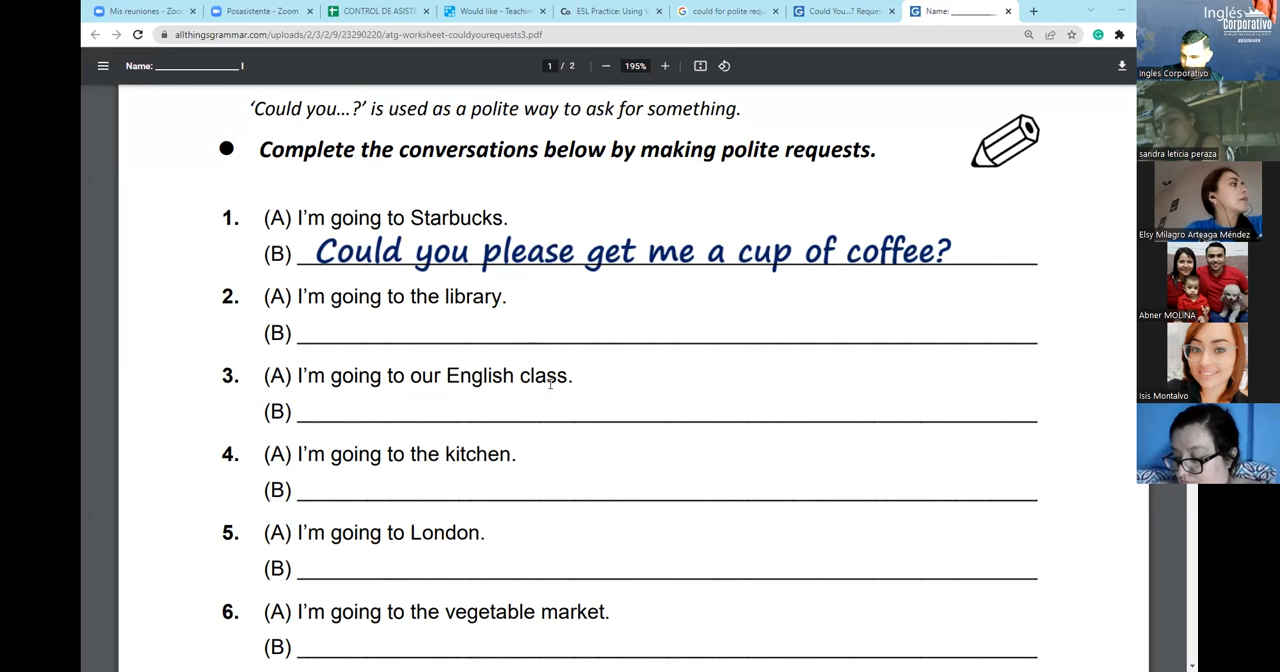 Mis reuniones - Zoo
Posasistente - Zoom
CONTROL DE ASIST
Would like - Teachin
ESL Practice: Using
could for polite requ
Could You...? Reques
Name: ___________
allthingsgrammar.com/uploads/2/3/2/9/23290220/atg-worksheet-couldyourequests3.pdf
Name: ______________ I
1 / 2
195%
'Could you…?' is used as a polite way to ask for something.
● Complete the conversations below by making polite requests.
1. (A) I'm going to Starbucks.
(B) Could you please get me a cup of coffee?
2. (A) I'm going to the library.
(B)
3. (A) I'm going to our English class.
(B)
4. (A) I'm going to the kitchen.
(B)
5. (A) I'm going to London.
(B)
6. (A) I'm going to the vegetable market.
(B)
Inglés
Corporativo
BEGINNER
Ingles Corporativo
sandra leticia peraza
Elsy Milagro Arteaga Méndez
Abner MOLINA
Isis Montalvo